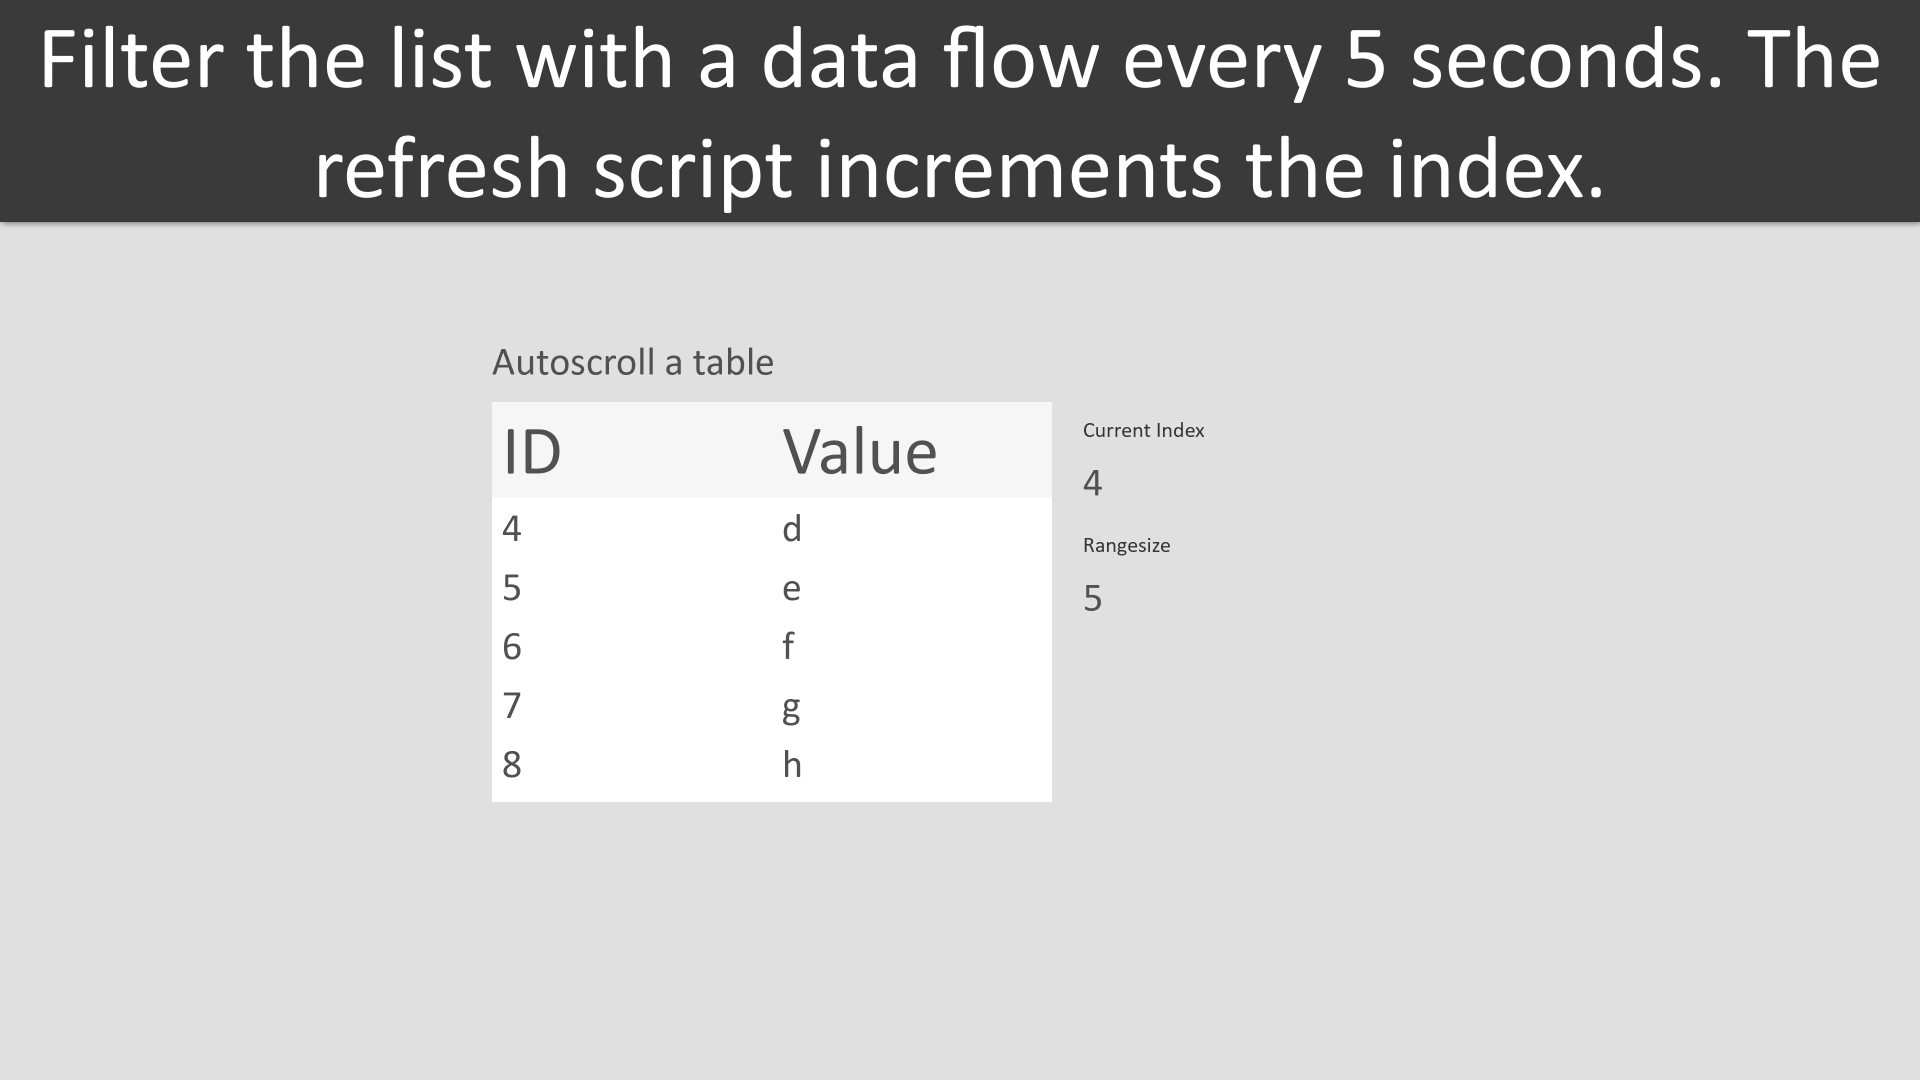 Filter the list with a data flow every 5 seconds. The
refresh script increments the index.
Autoscroll a table
ID Value
4 d
5 e
6 f
7 g
8 h
Current Index
4
Rangesize
5